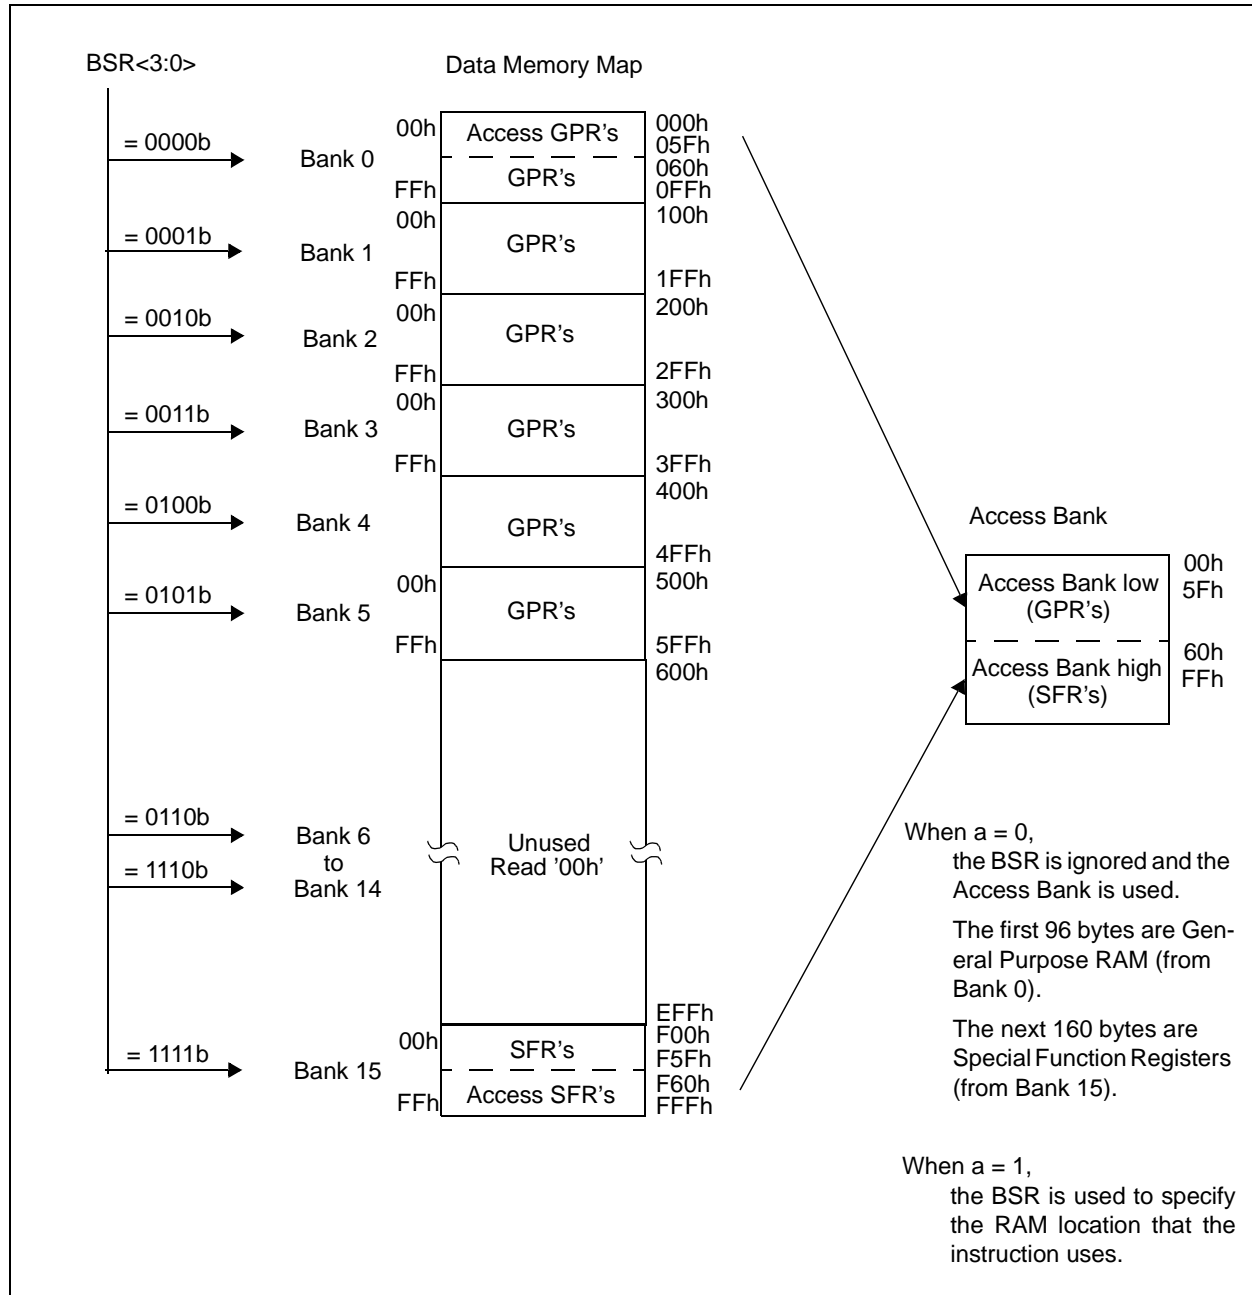 BSR<3:0>
Data Memory Map
= 0000b
Bank 0
00h
Access GPR's
000h
05Fh
GPR's
060h
FFh
0FFh
= 0001b
Bank 1
00h
GPR's
100h
FFh
1FFh
= 0010b
Bank 2
00h
GPR's
200h
FFh
2FFh
= 0011b
Bank 3
00h
GPR's
300h
FFh
3FFh
= 0100b
Bank 4
GPR's
400h
4FFh
= 0101b
Bank 5
00h
GPR's
500h
FFh
5FFh
600h
= 0110b
Bank 6
to
= 1110b
Bank 14
Unused
Read '00h'
EFFh
= 1111b
Bank 15
00h
SFR's
F00h
F5Fh
FFh
Access SFR's
F60h
FFFh
Access Bank
Access Bank low
(GPR's)
00h
5Fh
Access Bank high
(SFR's)
60h
FFh
When a = 0,
the BSR is ignored and the
Access Bank is used.
The first 96 bytes are Gen-
eral Purpose RAM (from
Bank 0).
The next 160 bytes are
Special Function Registers
(from Bank 15).
When a = 1,
the BSR is used to specify
the RAM location that the
instruction uses.